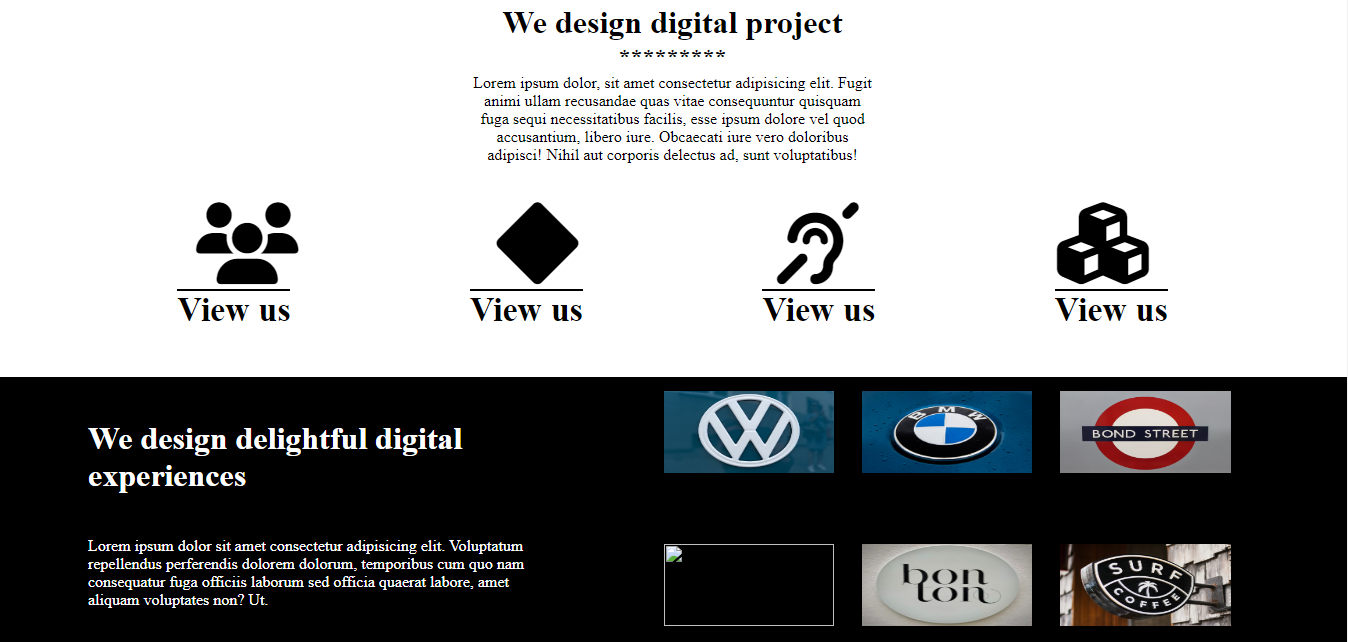 We design digital project
*********
Lorem ipsum dolor, sit amet consectetur adipisicing elit. Fugit
animi ullam recusandae quas vitae consequuntur quisquam
fuga sequi necessitatibus facilis, esse ipsum dolore vel quod
accusantium, libero iure. Obcaecati iure vero doloribus
adipisci! Nihil aut corporis delectus ad, sunt voluptatibus!
View us
View us
View us
View us
We design delightful digital
experiences
Lorem ipsum dolor sit amet consectetur adipisicing elit. Voluptatum
repellendus perferendis dolorem dolorum, temporibus cum quo nam
consequatur fuga officiis laborum sed officia quaerat labore, amet
aliquam voluptates non? Ut.
VW
BMW
BOND STREET
bon
ton
SURF
COFFEE